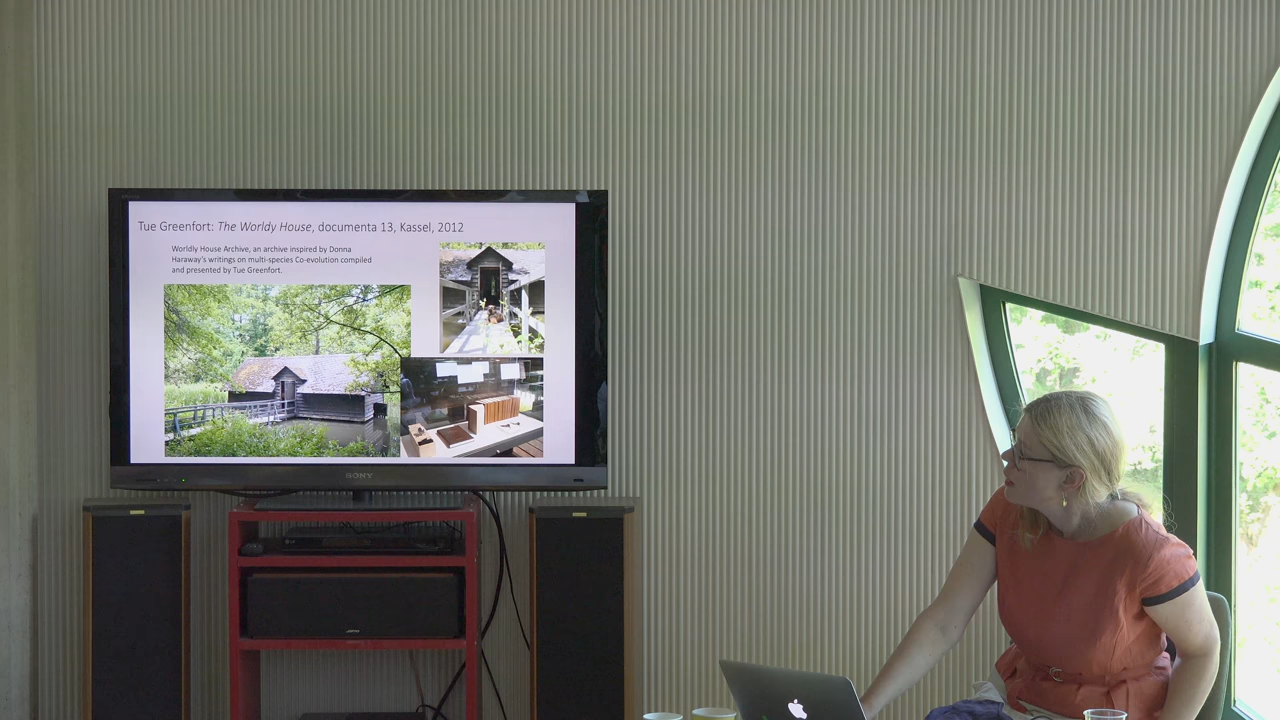 Tue Greenfort: The Worldy House, documenta 13, Kassel, 2012
Worldly House Archive, an archive inspired by Donna
Haraway's writings on multi-species Co-evolution compiled
and presented by Tue Greenfort.
SONY